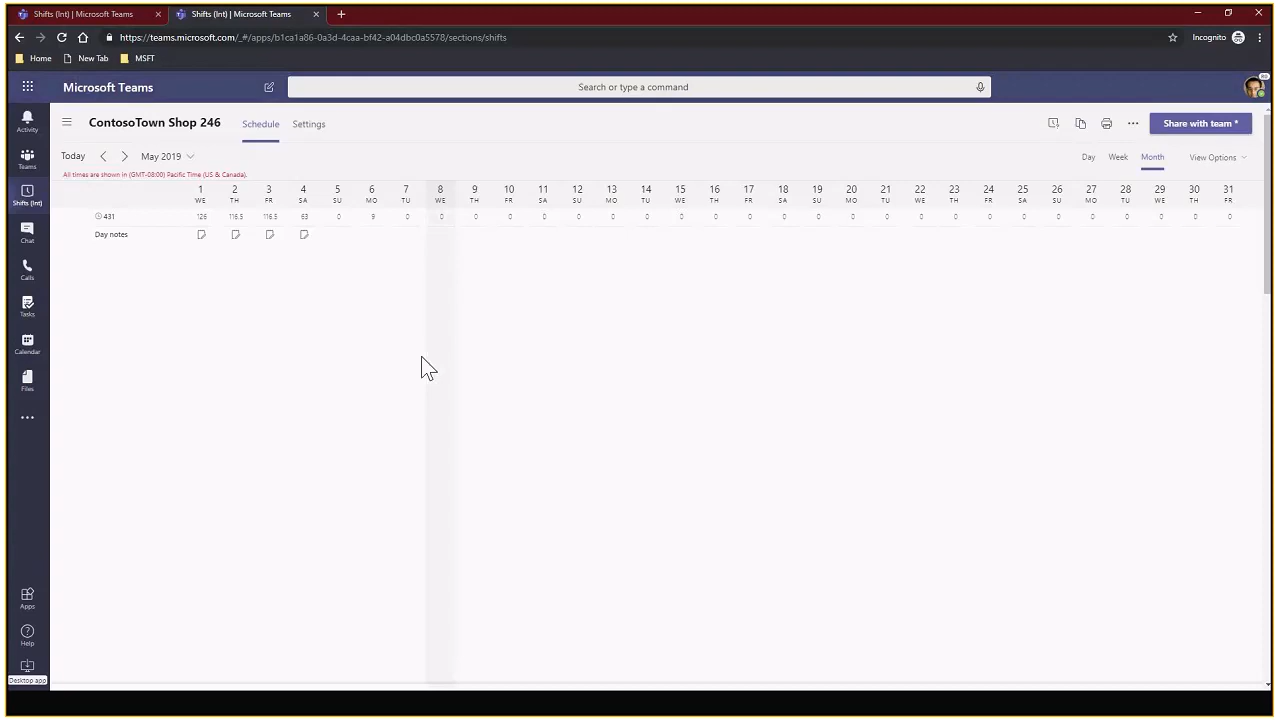 Shifts (Int) | Microsoft Teams
Shifts (Int) | Microsoft Teams
https://teams.microsoft.com/_#/apps/b1ca1a86-0a3d-4caa-bf42-a04dbc0a5578/sections/shifts
Incognito
Home New Tab MSFT
Microsoft Teams
Search or type a command
RG
Activity
Teams
Shifts (Int)
Chat
Calls
Tasks
Calendar
Files
Apps
Help
Desktop app
ContosoTown Shop 246 Schedule Settings
Share with team *
Today May 2019
Day Week Month View Options
All times are shown in (GMT-08:00) Pacific Time (US & Canada).
1 2 3 4 5 6 7 8 9 10 11 12 13 14 15 16 17 18 19 20 21 22 23 24 25 26 27 28 29 30 31
WE TH FR SA SU MO TU WE TH FR SA SU MO TU WE TH FR SA SU MO TU WE TH FR SA SU MO TU WE TH FR
431 126 116.5 116.5 63 0 9 0 0 0 0 0 0 0 0 0 0 0 0 0 0 0 0 0 0 0 0 0 0 0 0 0
Day notes